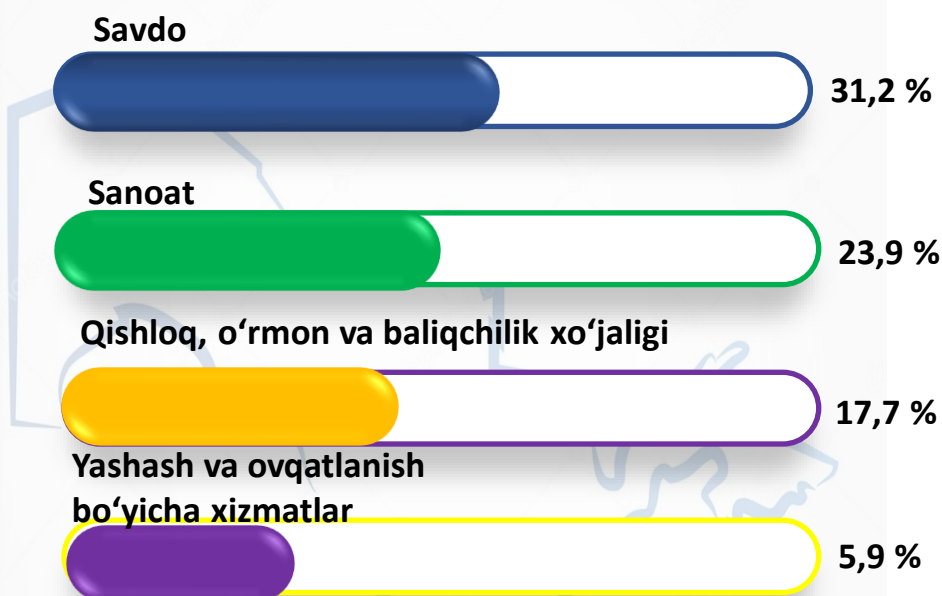 Savdo
31,2 %
Sanoat
23,9 %
Qishloq, o‘rmon va baliqchilik xo‘jaligi
17,7 %
Yashash va ovqatlanish
bo‘yicha xizmatlar
5,9 %